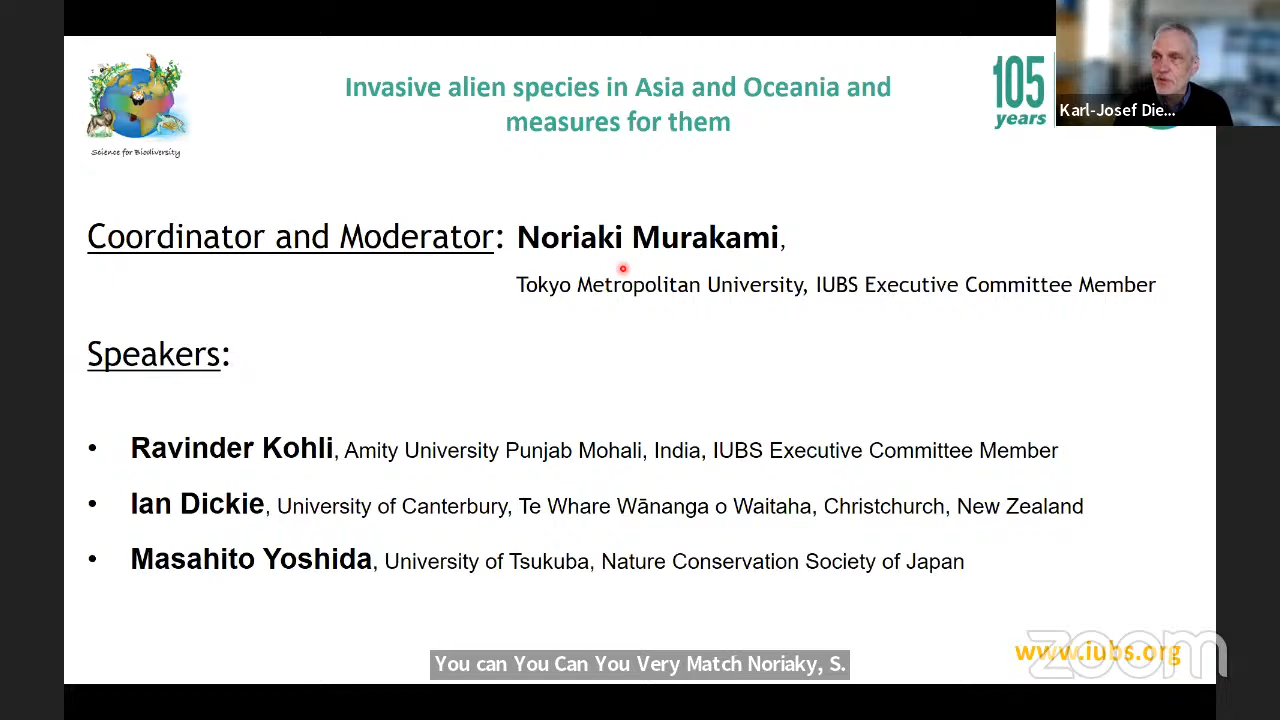 Invasive alien species in Asia and Oceania and
measures for them
Science for Biodiversity
105
years
Karl-Josef Die...
Coordinator and Moderator: Noriaki Murakami,
Tokyo Metropolitan University, IUBS Executive Committee Member
Speakers:
• Ravinder Kohli, Amity University Punjab Mohali, India, IUBS Executive Committee Member
• Ian Dickie, University of Canterbury, Te Whare Wānanga o Waitaha, Christchurch, New Zealand
• Masahito Yoshida, University of Tsukuba, Nature Conservation Society of Japan
www.iubs.org
zoom
You can You Can You Very Match Noriaky, S.